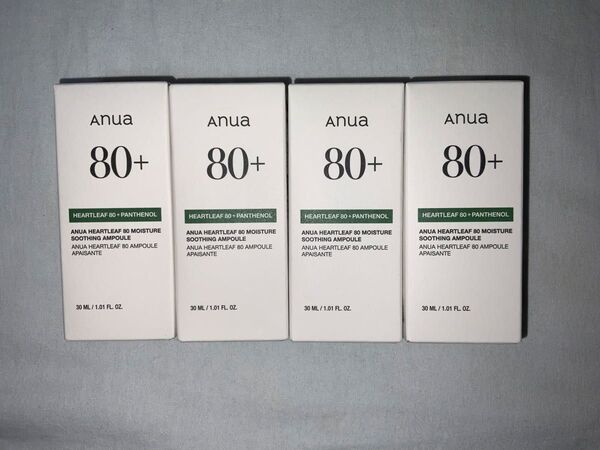 Anua
80+
HEARTLEAF 80 + PANTHENOL
ANUA HEARTLEAF 80 MOISTURE
SOOTHING AMPOULE
ANUA HEARTLEAF 80 AMPOULE
APAISANTE
30 ML / 1.01 FL. OZ.
Anua
80+
HEARTLEAF 80 + PANTHENOL
ANUA HEARTLEAF 80 MOISTURE
SOOTHING AMPOULE
ANUA HEARTLEAF 80 AMPOULE
APAISANTE
30 ML / 1.01 FL. OZ.
Anua
80+
HEARTLEAF 80 + PANTHENOL
ANUA HEARTLEAF 80 MOISTURE
SOOTHING AMPOULE
ANUA HEARTLEAF 80 AMPOULE
APAISANTE
30 ML / 1.01 FL. OZ.
Anua
80+
HEARTLEAF 80 + PANTHENOL
ANUA HEARTLEAF 80 MOISTURE
SOOTHING AMPOULE
ANUA HEARTLEAF 80 AMPOULE
APAISANTE
30 ML / 1.01 FL. OZ.